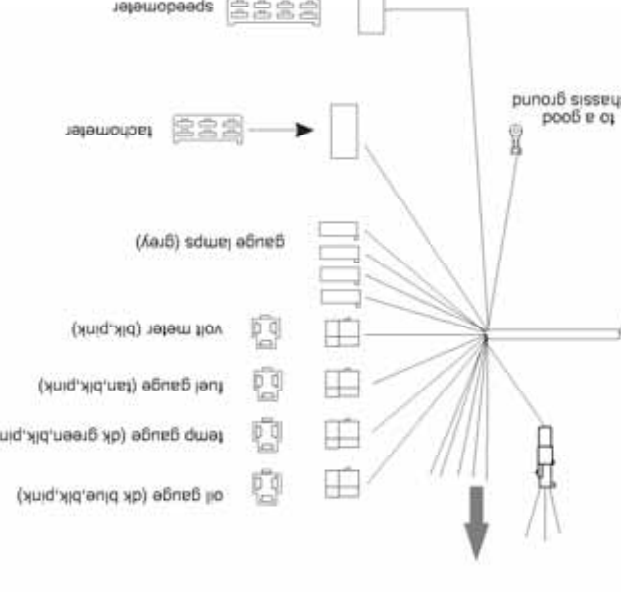 oil gauge (dk blue,blk,pink)
temp gauge (dk green,blk,pin
fuel gauge (tan,blk,pink)
volt meter (blk,pink)
gauge lamps (grey)
tachometer
to a good
hassis ground
speedometer